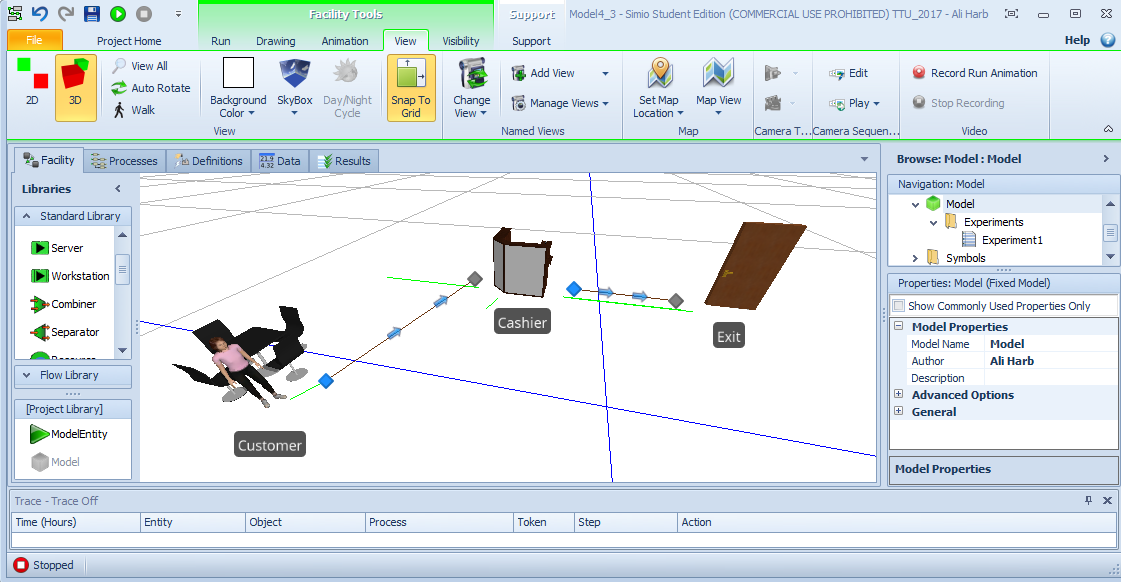 Facility Tools
Support
Model4_3 - Simio Student Edition (COMMERCIAL USE PROHIBITED) TTU_2017 - Ali Harb
File
Project Home
Run
Drawing
Animation
View
Visibility
Support
Help
2D
3D
View All
Auto Rotate
Walk
Background Color
SkyBox
Day/Night Cycle
Snap To Grid
View
Change View
Add View
Manage Views
Named Views
Set Map Location
Map View
Map
Camera T...
Edit
Play
Camera Sequen...
Record Run Animation
Stop Recording
Video
Facility
Processes
Definitions
21.9
4.32
Data
Results
Browse: Model : Model
Libraries
Standard Library
Server
Workstation
Combiner
Separator
Resource
Flow Library
[Project Library]
ModelEntity
Model
Customer
Cashier
Exit
Navigation: Model
Model
Experiments
Experiment1
Symbols
Properties: Model (Fixed Model)
Show Commonly Used Properties Only
Model Properties
Model Name Model
Author Ali Harb
Description
Advanced Options
General
Model Properties
Trace - Trace Off
Time (Hours) Entity Object Process Token Step Action
Stopped